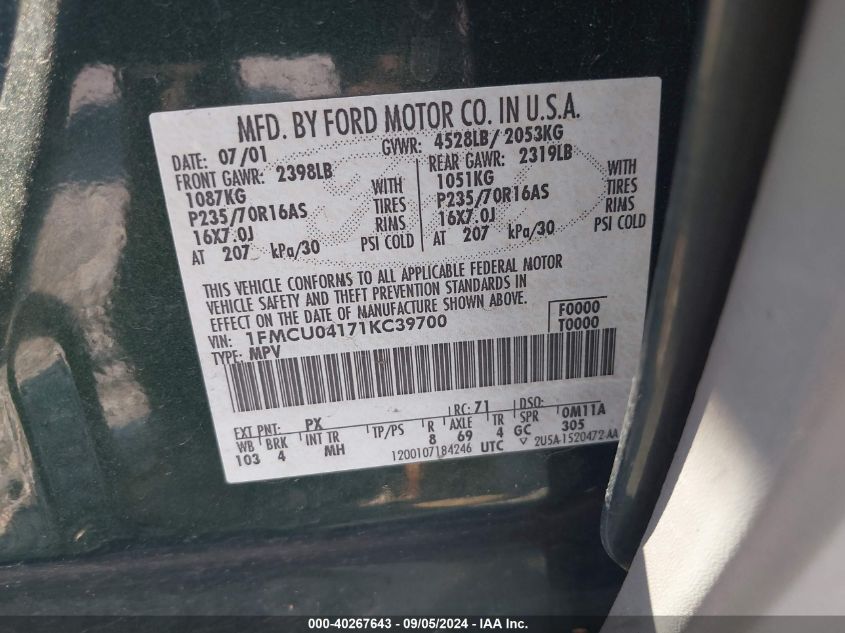 MFD. BY FORD MOTOR CO. IN U.S.A.
DATE: 07/01 GVWR: 4528LB/ 2053KG
FRONT GAWR: 2398LB REAR GAWR: 2319LB
1087KG WITH 1051KG WITH
P235/70R16AS TIRES P235/70R16AS TIRES
16X7.0J RIMS 16X7.0J RIMS
AT 207 kPa/30 PSI COLD AT 207 kPa/30 PSI COLD
THIS VEHICLE CONFORMS TO ALL APPLICABLE FEDERAL MOTOR
VEHICLE SAFETY AND THEFT PREVENTION STANDARDS IN
EFFECT ON THE DATE OF MANUFACTURE SHOWN ABOVE.
VIN: 1FMCU04171KC39700 F0000
TYPE: MPV T0000
EXT PNT: PX RC: 71 DSO:
WB BRK INT TR TP/PS R AXLE TR SPR 0M11A
103 4 MH 8 69 4 GC 305
1200107184246 UTC 2U5A-1520472-AA
000-40267643 - 09/05/2024 - IAA Inc.